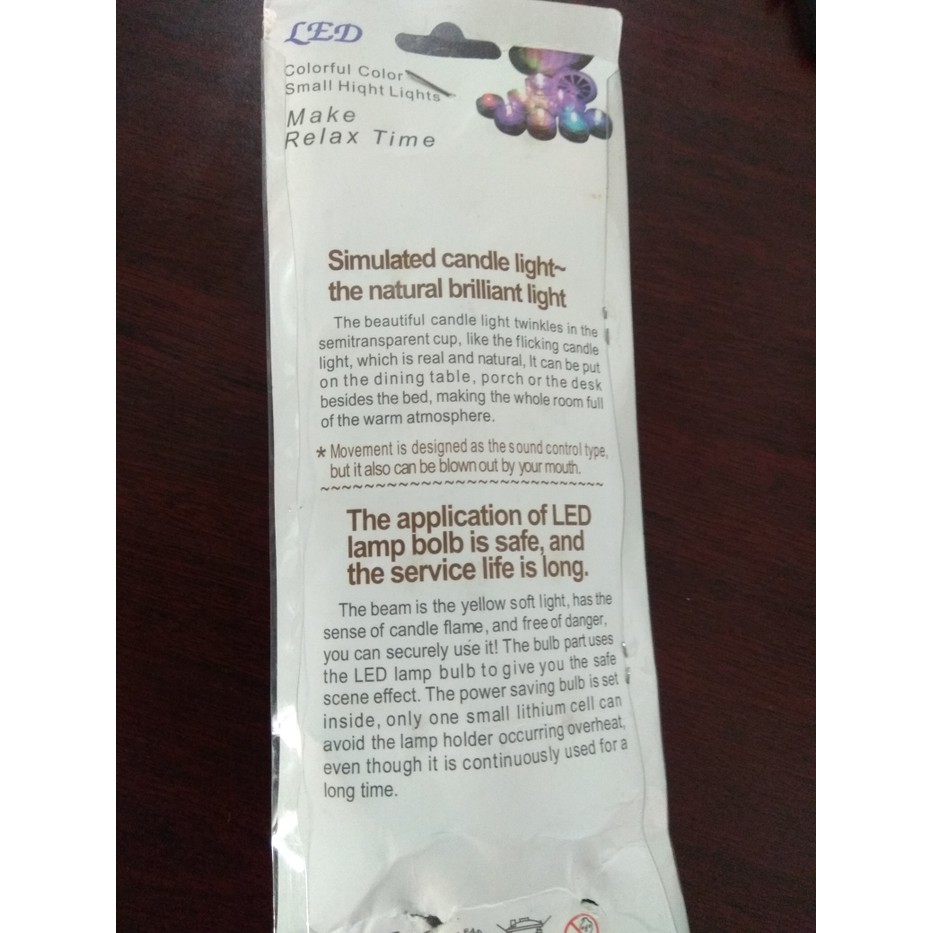 LED
Colorful Color
Small Hight Lights
Make
Relax Time
Simulated candle light~
the natural brilliant light
The beautiful candle light twinkles in the
semitransparent cup, like the flicking candle
light, which is real and natural, It can be put
on the dining table, porch or the desk
besides the bed, making the whole room full
of the warm atmosphere.
* Movement is designed as the sound control type,
but it also can be blown out by your mouth.
~~~~~~~~~~~~~~~~~~~~~~~~~~~
The application of LED
lamp bolb is safe, and
the service life is long.
The beam is the yellow soft light, has the
sense of candle flame, and free of danger,
you can securely use it! The bulb part uses
the LED lamp bulb to give you the safe
scene effect. The power saving bulb is set
inside, only one small lithium cell can
avoid the lamp holder occurring overheat,
even though it is continuously used for a
long time.